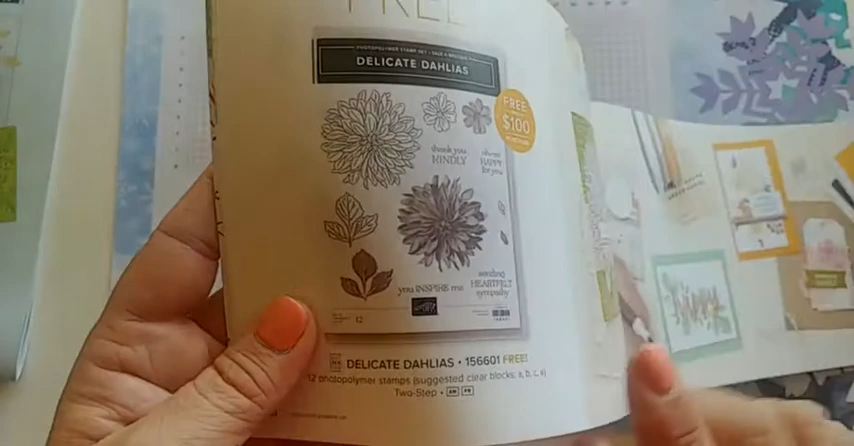 FREE
PHOTOPOLYMER STAMP SET
DELICATE DAHLIAS
FREE
$100
thank you
KINDLY
always
HAPPY
for you
sending
you INSPIRE me
HEARTFELT
sympathy
12
DELICATE DAHLIAS • 156601 FREE!
12 photopolymer stamps (suggested clear blocks: a, b, c, e)
Two-Step •